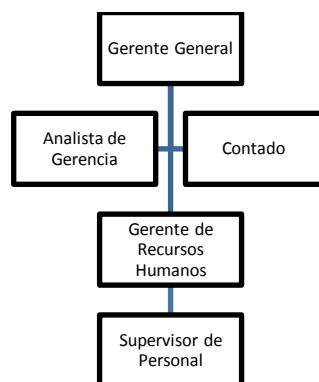 Gerente General
Analista de
Gerencia
Contado
Gerente de
Recursos
Humanos
Supervisor de
Personal